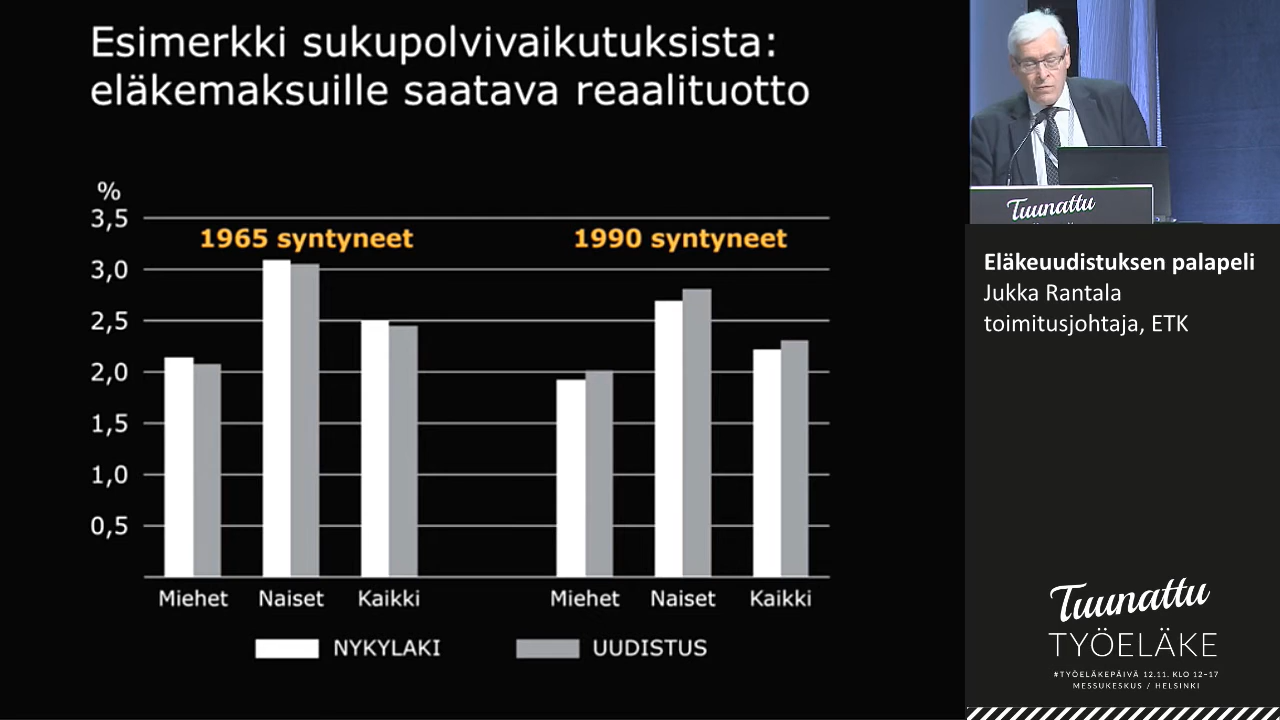 Esimerkki sukupolvivaikutuksista:
eläkemaksuille saatava reaalituotto
%
3,5
1965 syntyneet
1990 syntyneet
3,0
2,5
2,0
1,5
1,0
0,5
Miehet Naiset Kaikki Miehet Naiset Kaikki
NYKYLAKI UUDISTUS
Tuunattu
Eläkeuudistuksen palapeli
Jukka Rantala
toimitusjohtaja, ETK
Tuunattu
TYÖELÄKE
#TYÖELÄKEPÄIVÄ 12.11. KLO 12–17
MESSUKESKUS / HELSINKI